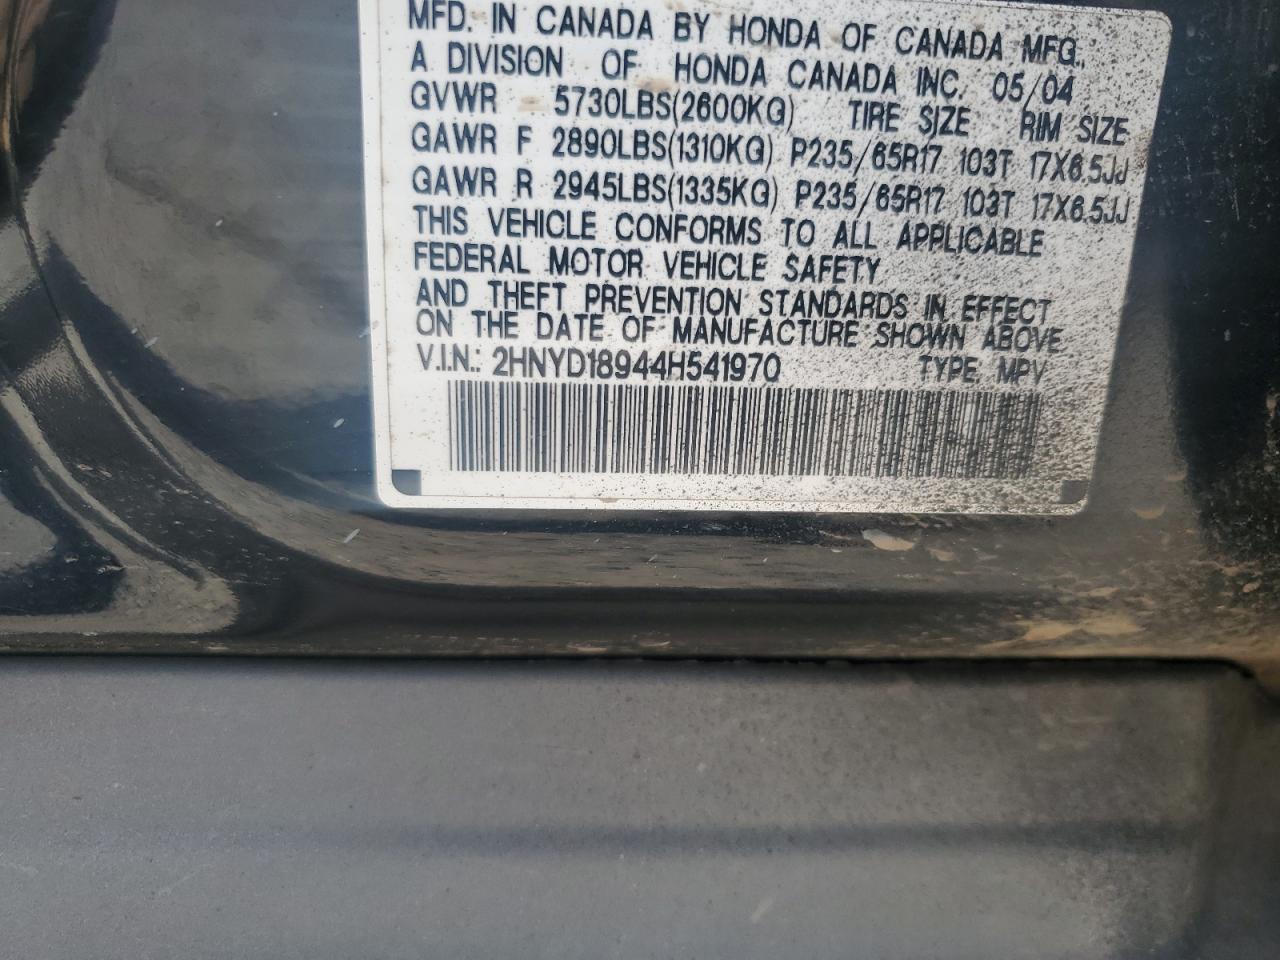 MFD. IN CANADA BY HONDA OF CANADA MFG.,
A DIVISION OF HONDA CANADA INC. 05/04
GVWR 5730LBS(2600KG) TIRE SIZE RIM SIZE
GAWR F 2890LBS(1310KG) P235/65R17 103T 17X6.5JJ
GAWR R 2945LBS(1335KG) P235/65R17 103T 17X6.5JJ
THIS VEHICLE CONFORMS TO ALL APPLICABLE
FEDERAL MOTOR VEHICLE SAFETY
AND THEFT PREVENTION STANDARDS IN EFFECT
ON THE DATE OF MANUFACTURE SHOWN ABOVE
V.I.N.: 2HNYD18944H541970 TYPE: MPV